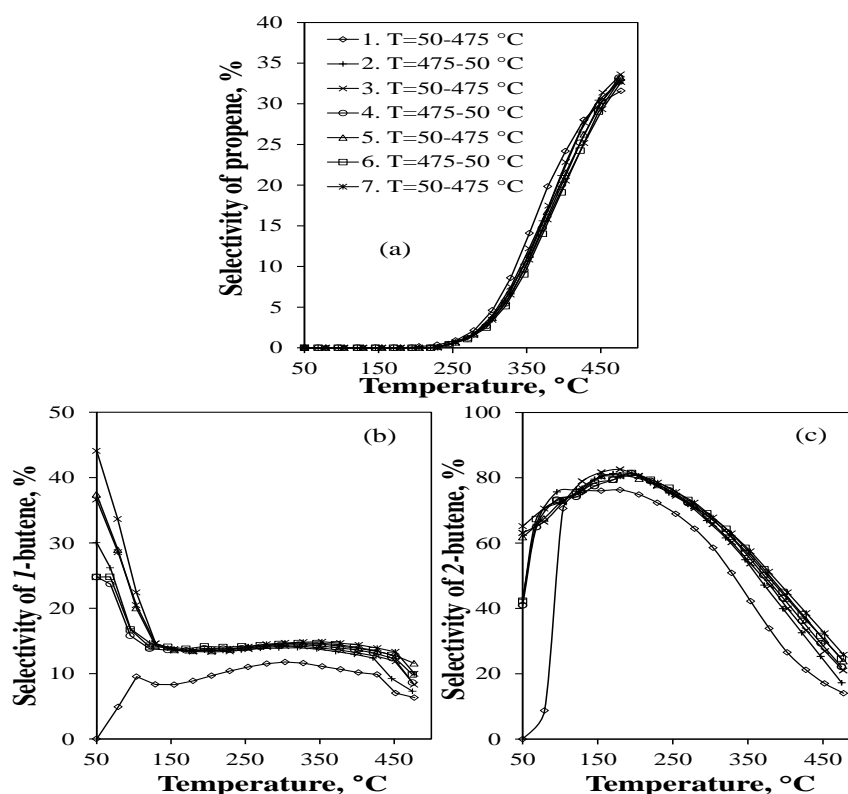 Selectivity of propene, %
40
35
30
25
20
15
10
5
0
1. T=50-475 °C
2. T=475-50 °C
3. T=50-475 °C
4. T=475-50 °C
5. T=50-475 °C
6. T=475-50 °C
7. T=50-475 °C
(a)
50 150 250 350 450
Temperature, °C
Selectivity of 1-butene, %
50
40
30
20
10
0
(b)
50 150 250 350 450
Temperature, °C
Selectivity of 2-butene, %
100
80
60
40
20
0
(c)
50 150 250 350 450
Temperature, °C